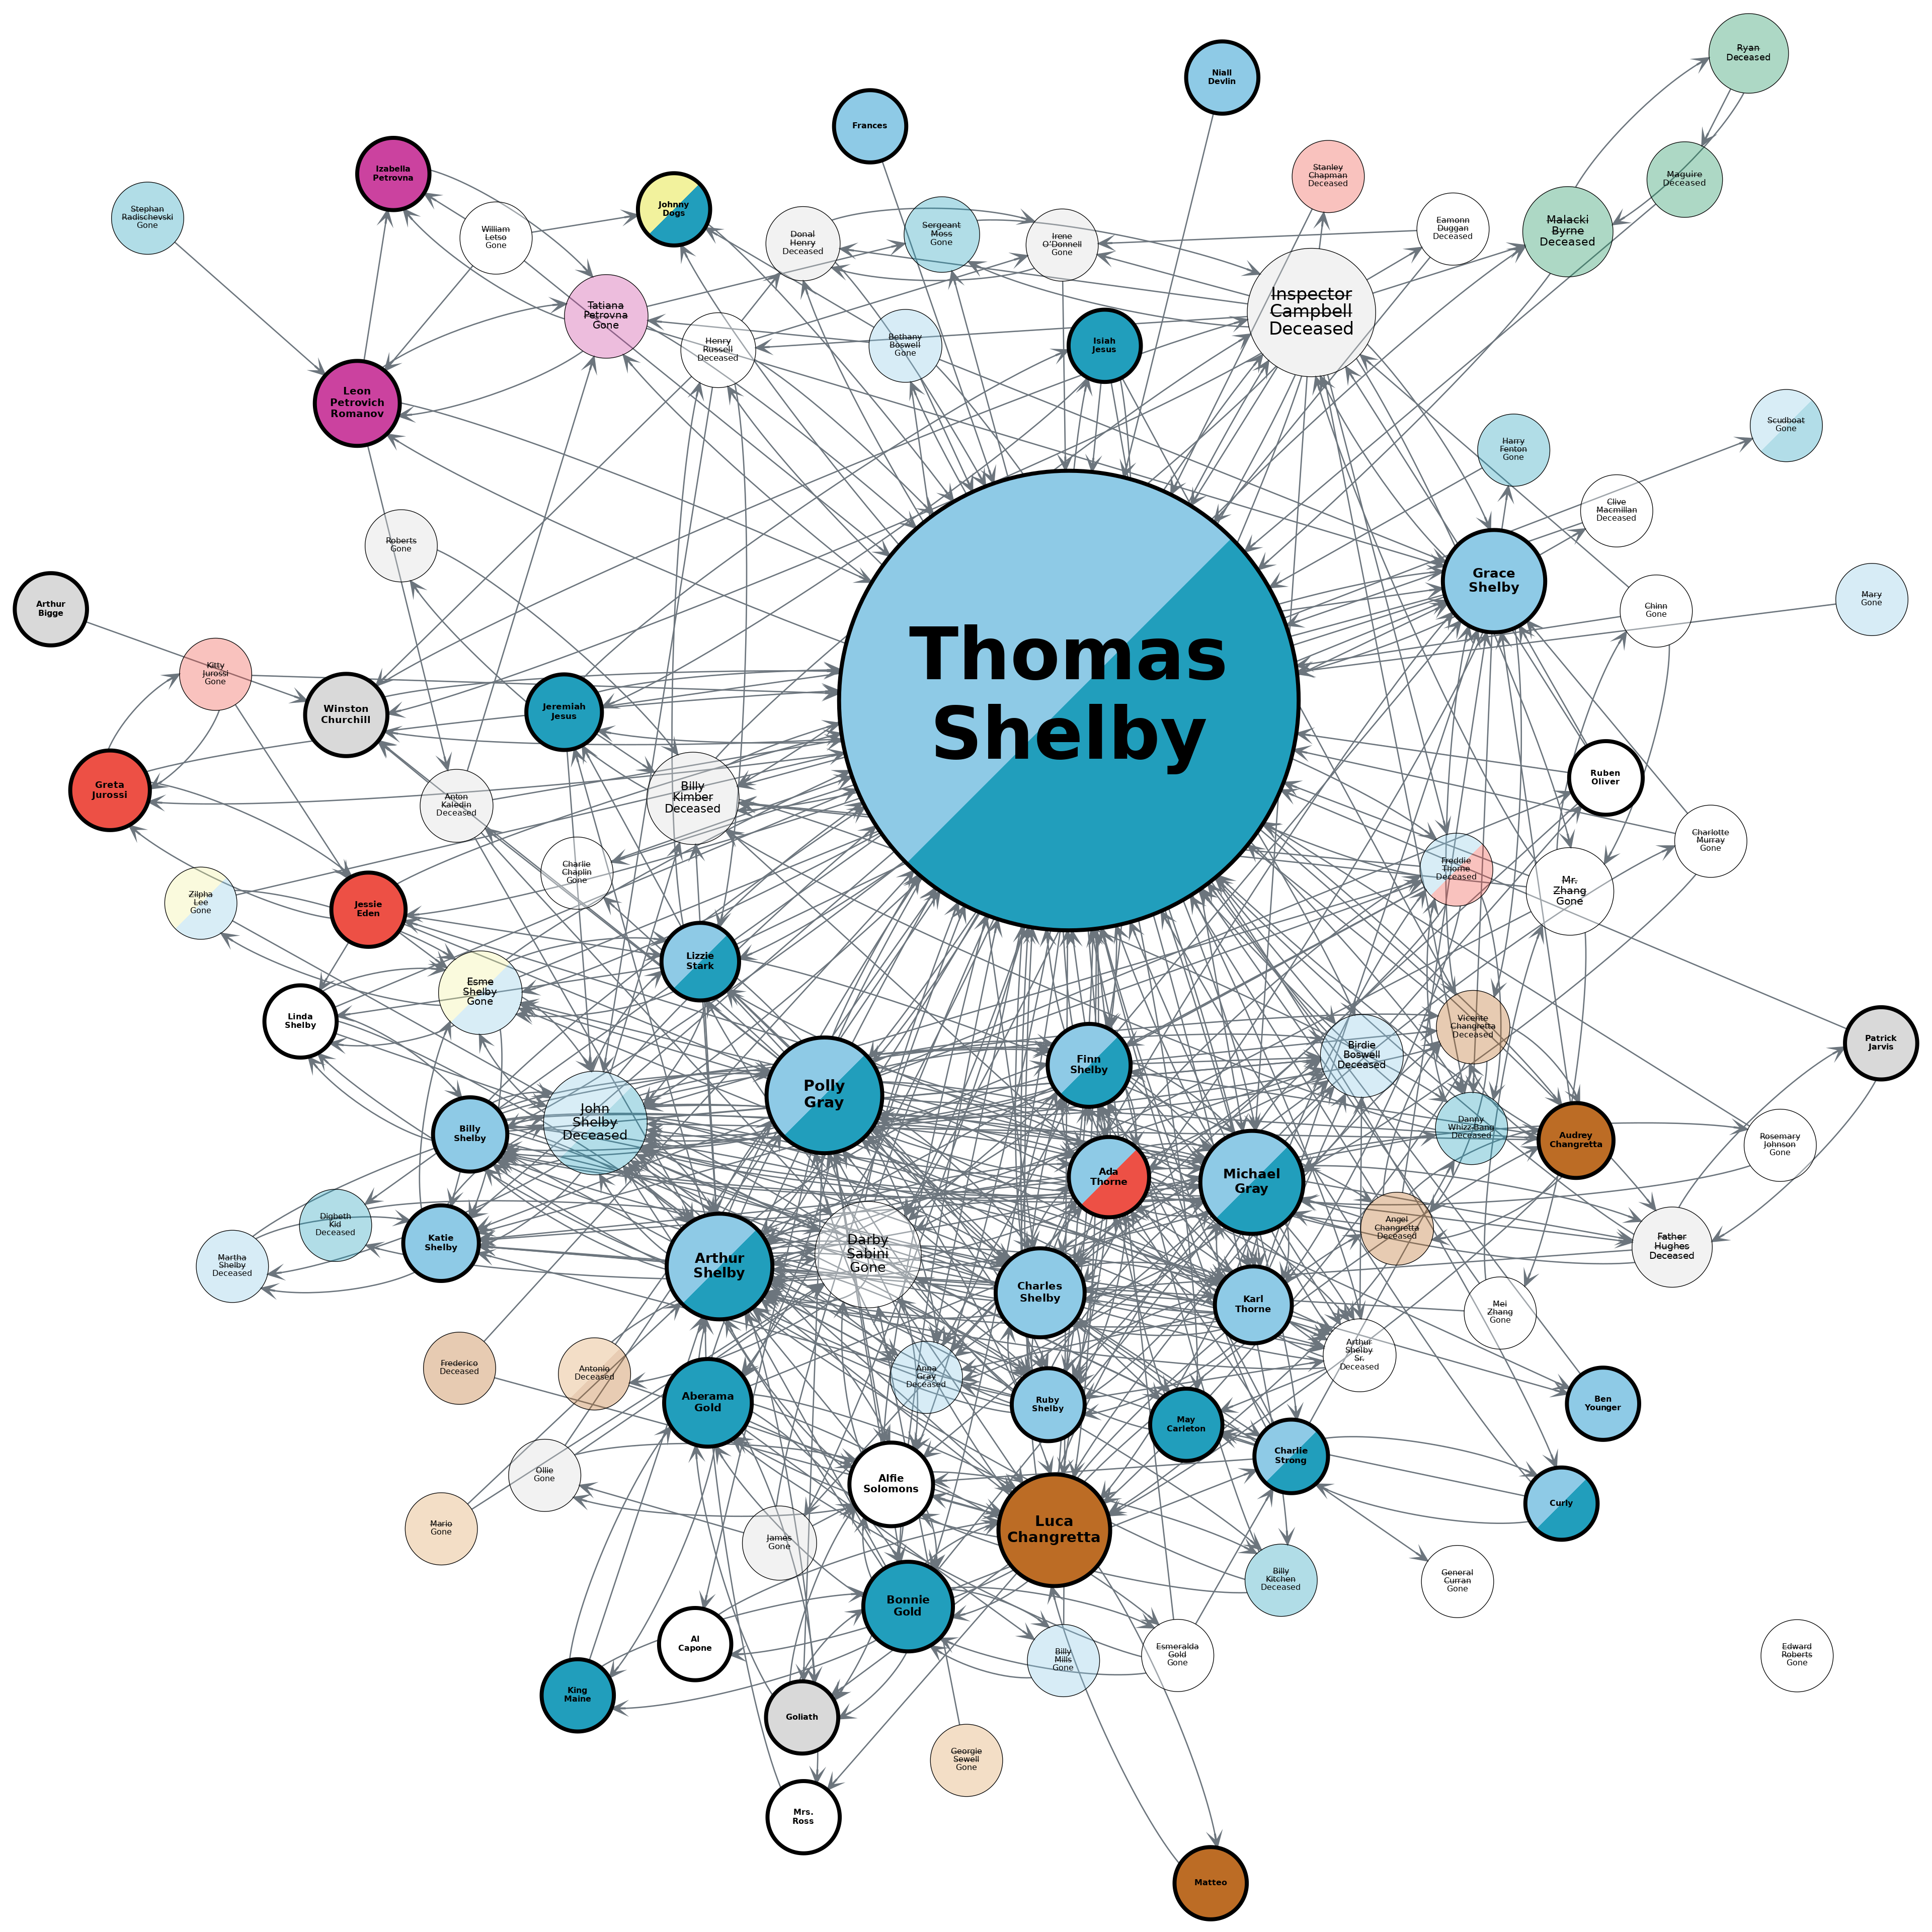 Ryan
Deceased
Niall
Devlin
Frances
Izabella
Petrovna
Stanley
Chapman
Deceased
Maguire
Deceased
Johnny
Dogs
Stephan
Radischevski
Gone
William
Letso
Gone
Donal
Henry
Deceased
Sergeant
Moss
Gone
Irene
O'Donnell
Gone
Eamonn
Duggan
Deceased
Malacki
Byrne
Deceased
Tatiana
Petrovna
Gone
Inspector
Campbell
Deceased
Henry
Russell
Deceased
Bethany
Boswell
Gone
Isiah
Jesus
Leon
Petrovich
Romanov
Scudboat
Gone
Harry
Fenton
Gone
Clive
Macmillan
Deceased
Roberts
Gone
Grace
Shelby
Arthur
Bigge
Chinn
Gone
Mary
Gone
Kitty
Jurossi
Gone
Winston
Churchill
Jeremiah
Jesus
Thomas
Shelby
Greta
Jurossi
Anton
Kaledin
Deceased
Billy
Kimber
Deceased
Ruben
Oliver
Charlie
Chaplin
Gone
Charlotte
Murray
Gone
Freddie
Thorne
Deceased
Mr.
Zhang
Gone
Zilpha
Lee
Gone
Jessie
Eden
Lizzie
Stark
Esme
Shelby
Gone
Linda
Shelby
Vicente
Changretta
Deceased
Patrick
Jarvis
Birdie
Boswell
Deceased
Finn
Shelby
Polly
Gray
John
Shelby
Deceased
Billy
Shelby
Danny
Whizz-Bang
Deceased
Audrey
Changretta
Rosemary
Johnson
Gone
Ada
Thorne
Michael
Gray
Digbeth
Kid
Deceased
Katie
Shelby
Angel
Changretta
Deceased
Father
Hughes
Deceased
Martha
Shelby
Deceased
Arthur
Shelby
Darby
Sabini
Gone
Charles
Shelby
Karl
Thorne
Mei
Zhang
Gone
Arthur
Shelby
Sr.
Deceased
Frederico
Deceased
Antonio
Deceased
Anna
Gray
Deceased
Aberama
Gold
Ruby
Shelby
May
Carleton
Ben
Younger
Charlie
Strong
Ollie
Gone
Alfie
Solomons
Curly
Mario
Gone
James
Gone
Luca
Changretta
Billy
Kitchen
Deceased
General
Curran
Gone
Bonnie
Gold
Al
Capone
Billy
Mills
Gone
Esmeralda
Gold
Gone
Edward
Roberts
Gone
King
Maine
Goliath
Georgie
Sewell
Gone
Mrs.
Ross
Matteo